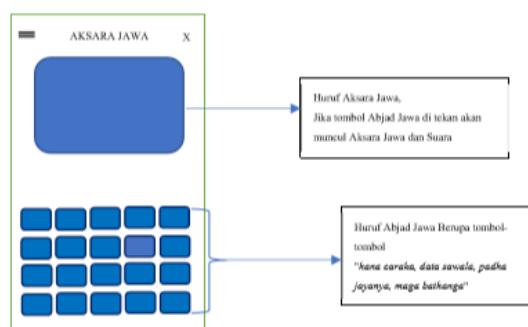 AKSARA JAWA X
Huruf Aksara Jawa,
Jika tombol Abjad Jawa di tekan akan
muncul Aksara Jawa dan Suara
Huruf Abjad Jawa Berupa tombol-
tombol
"hana caraka, data sawala, padha
jayanya, maga bathanga"